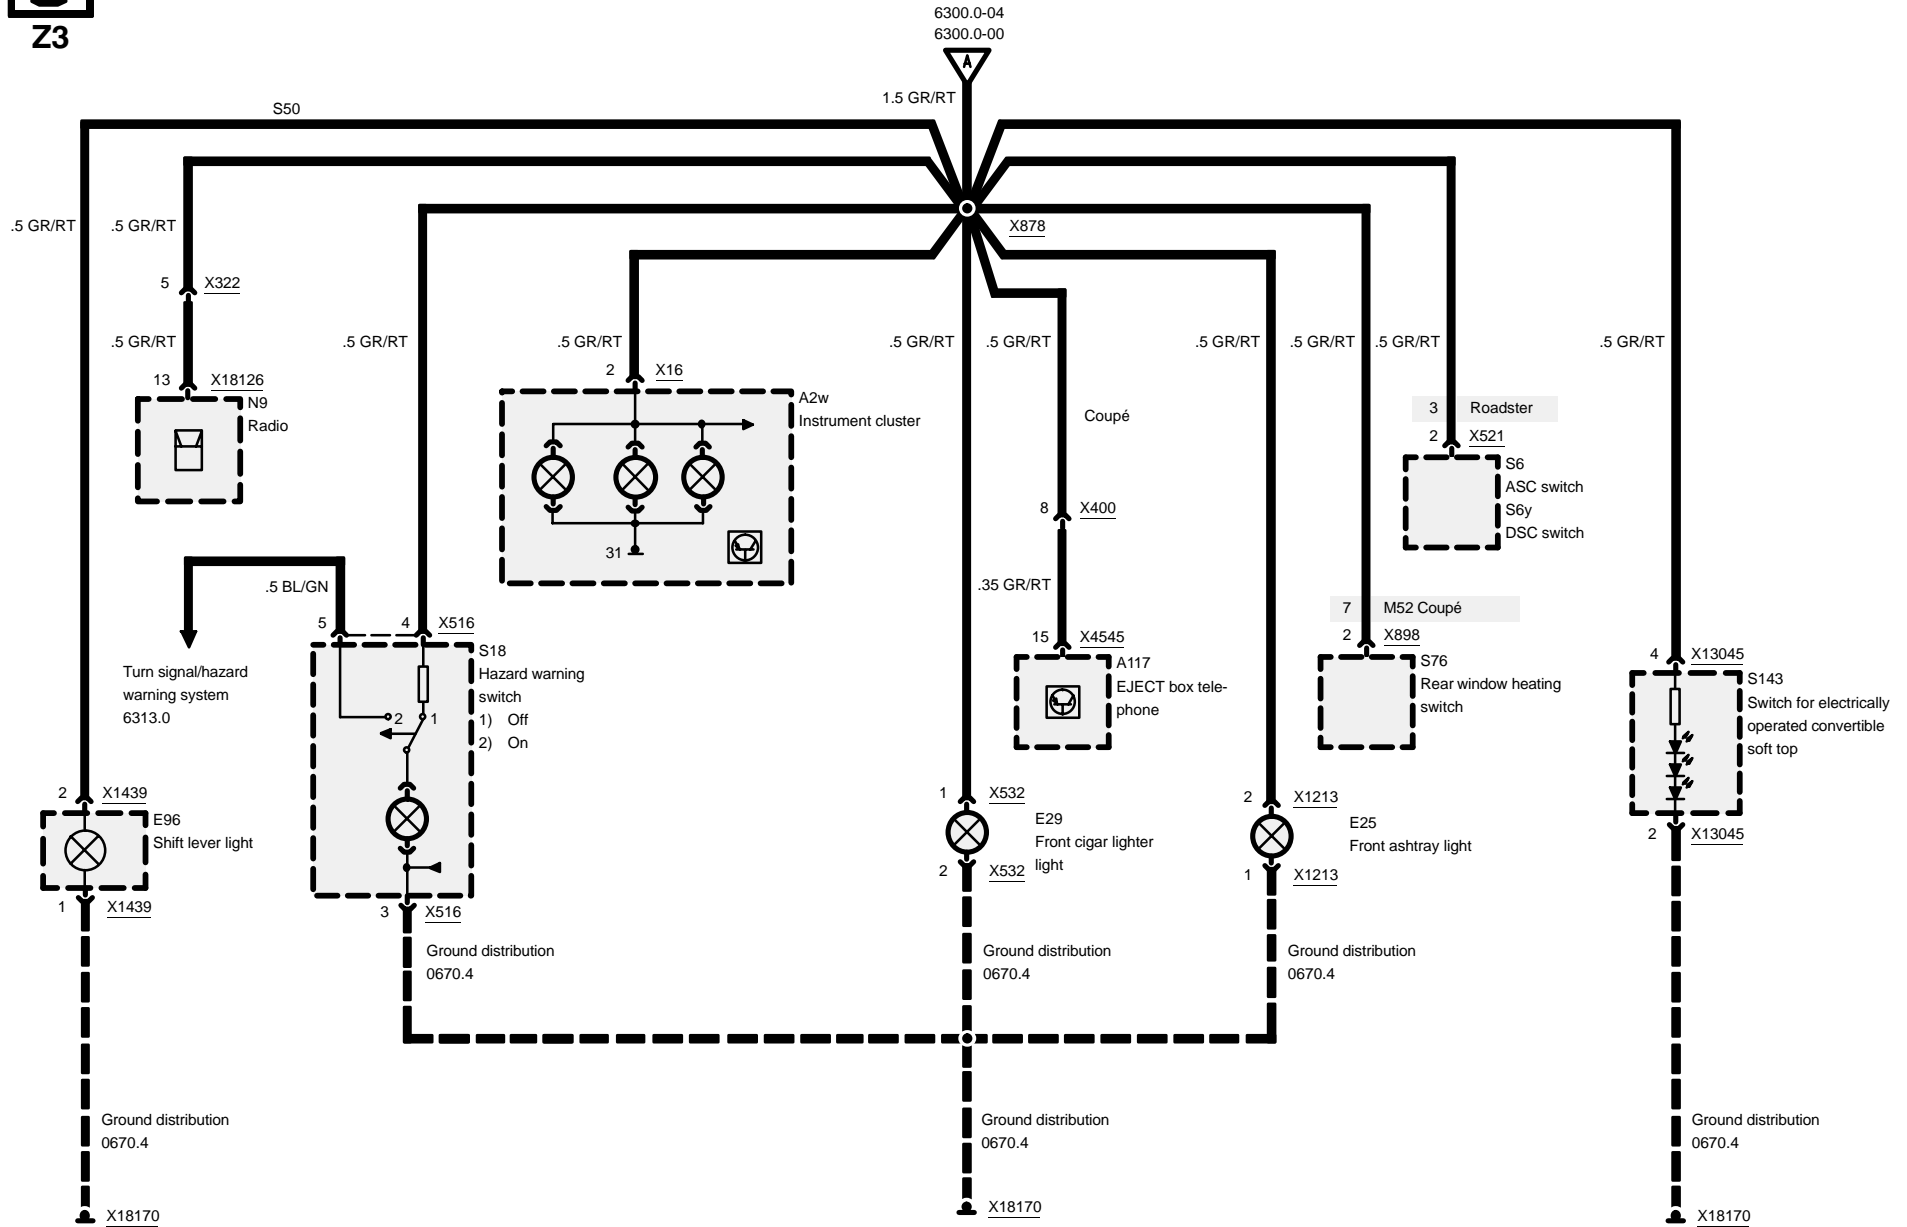 Z3
6300.0-04
6300.0-00
A
1.5 GR/RT
S50
X878
.5 GR/RT
.5 GR/RT
5 X322
.5 GR/RT
.5 GR/RT
.5 GR/RT
.5 GR/RT
.5 GR/RT
.5 GR/RT
.5 GR/RT
.5 GR/RT
.5 GR/RT
13 X18126
N9
Radio
2 X16
A2w
Instrument cluster
31
Coupé
8 X400
.35 GR/RT
15 X4545
A117
EJECT box tele-
phone
3 Roadster
2 X521
S6
ASC switch
S6y
DSC switch
7 M52 Coupé
2 X898
S76
Rear window heating
switch
4 X13045
S143
Switch for electrically
operated convertible
soft top
2 X13045
.5 BL/GN
Turn signal/hazard
warning system
6313.0
5 4 X516
S18
Hazard warning
switch
1) Off
2) On
2 1
3 X516
2 X1439
E96
Shift lever light
1 X1439
1 X532
E29
Front cigar lighter
light
2 X532
2 X1213
E25
Front ashtray light
1 X1213
Ground distribution
0670.4
Ground distribution
0670.4
Ground distribution
0670.4
Ground distribution
0670.4
Ground distribution
0670.4
Ground distribution
0670.4
X18170
X18170
X18170